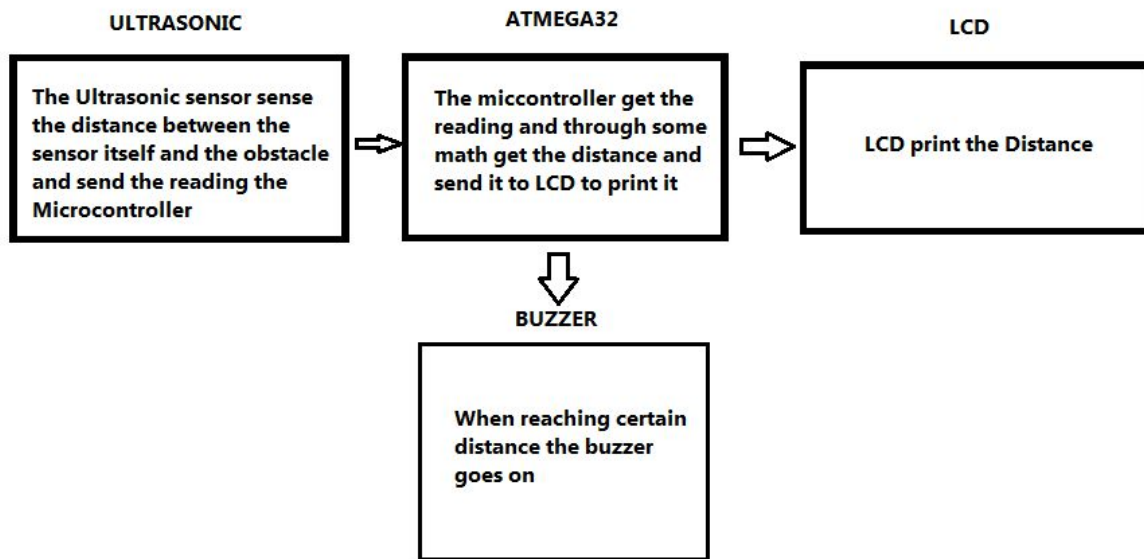 ULTRASONIC
The Ultrasonic sensor sense
the distance between the
sensor itself and the obstacle
and send the reading the
Microcontroller
ATMEGA32
The miccontroller get the
reading and through some
math get the distance and
send it to LCD to print it
LCD
LCD print the Distance
BUZZER
When reaching certain
distance the buzzer
goes on